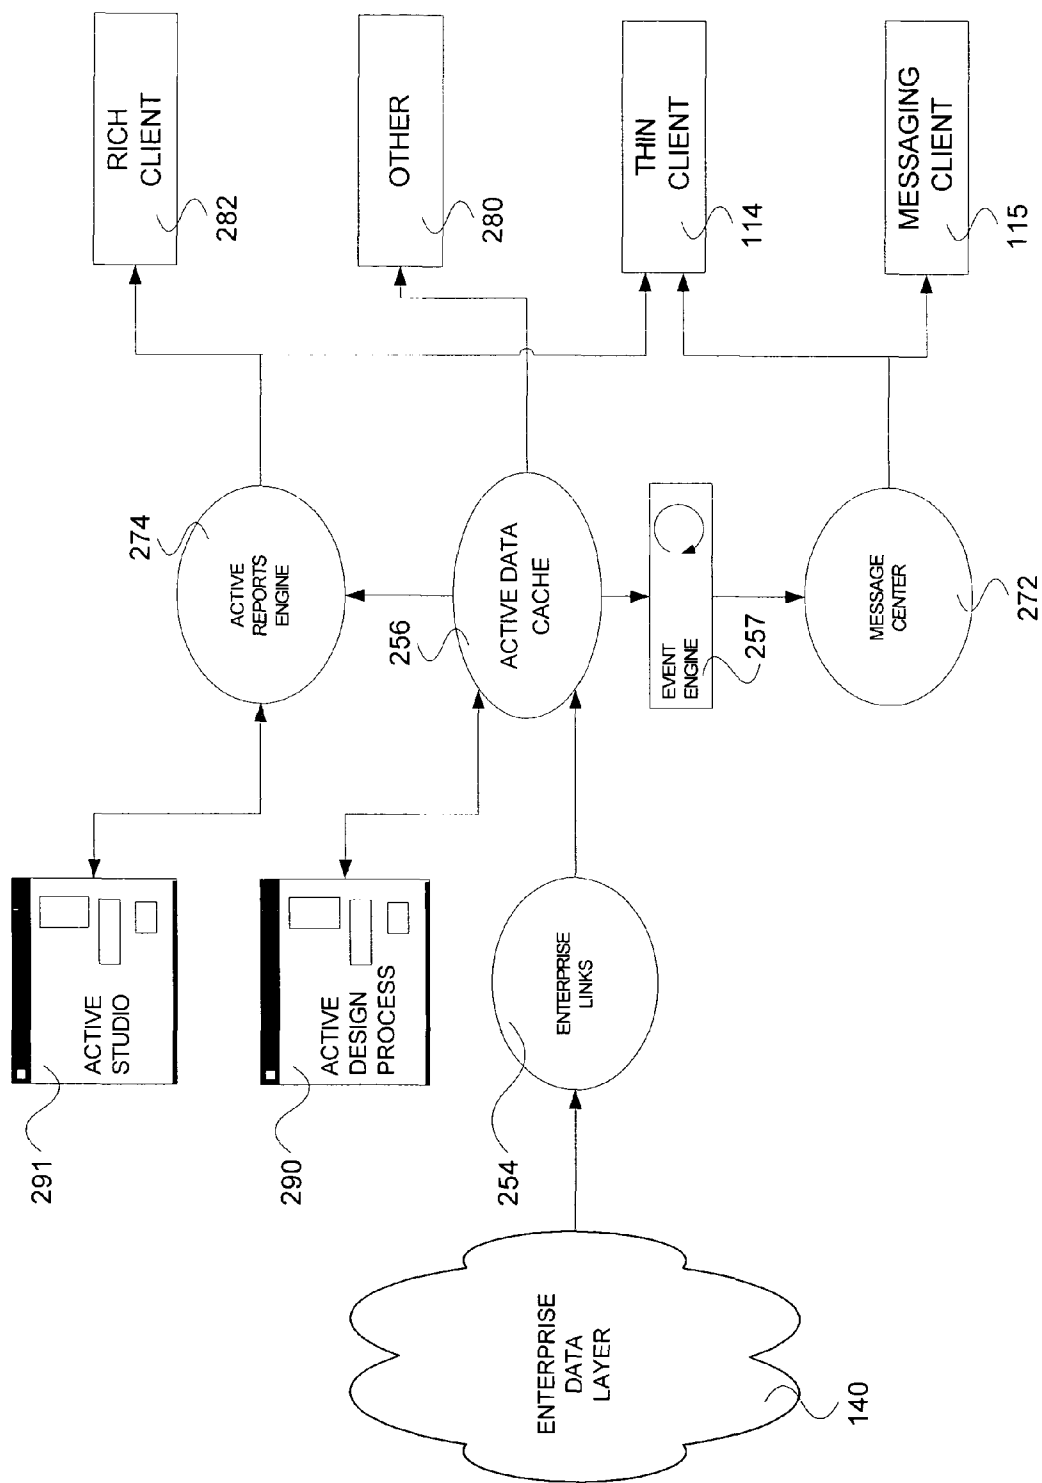 ACTIVE
STUDIO
291
ACTIVE
REPORTS
ENGINE
274
RICH
CLIENT
282
ACTIVE
DESIGN
PROCESS
290
OTHER
280
ENTERPRISE
DATA
LAYER
140
ENTERPRISE
LINKS
254
ACTIVE DATA
CACHE
256
THIN
CLIENT
114
EVENT
ENGINE
257
MESSAGE
CENTER
272
MESSAGING
CLIENT
115